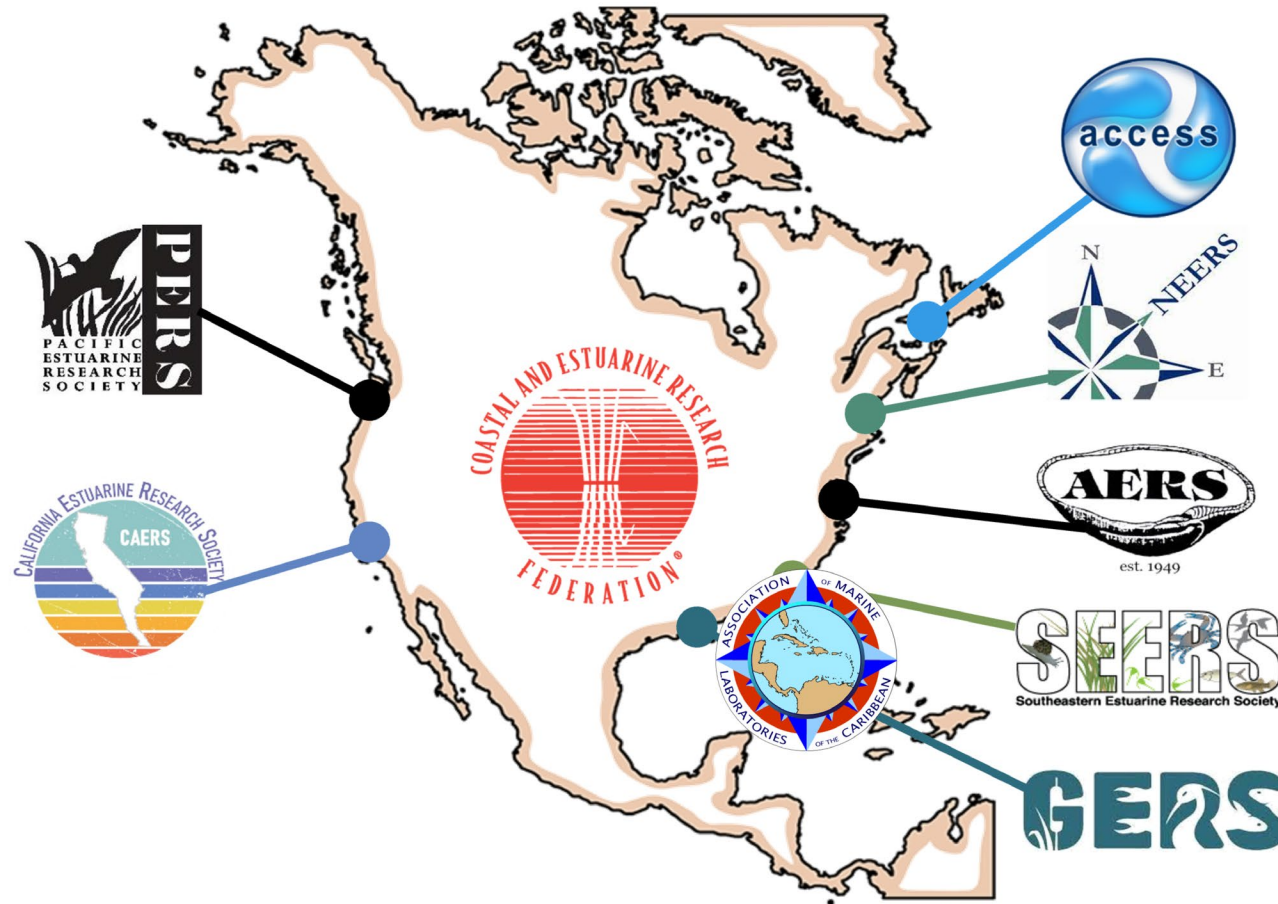 access
N
NEERS
E
PERS
PACIFIC
ESTUARINE
RESEARCH
SOCIETY
COASTAL AND ESTUARINE RESEARCH
FEDERATION®
AERS
est. 1949
CALIFORNIA ESTUARINE RESEARCH SOCIETY
CAERS
ASSOCIATION
OF MARINE
LABORATORIES
OF THE CARIBBEAN
SEERS
Southeastern Estuarine Research Society
GERS